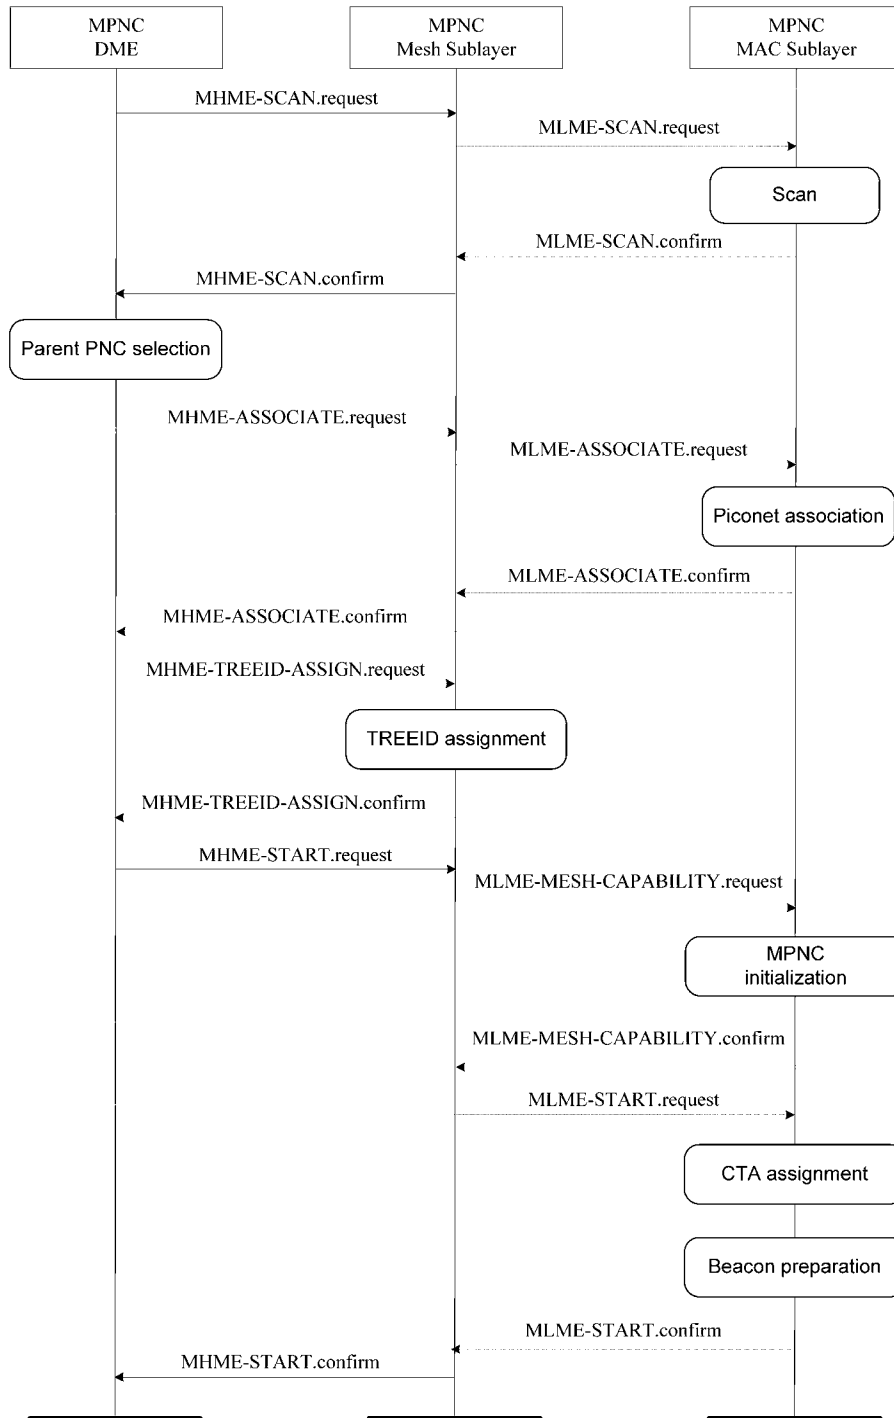 MPNC
DME
MPNC
Mesh Sublayer
MPNC
MAC Sublayer
MHME-SCAN.request
MLME-SCAN.request
Scan
MLME-SCAN.confirm
MHME-SCAN.confirm
Parent PNC selection
MHME-ASSOCIATE.request
MLME-ASSOCIATE.request
Piconet association
MLME-ASSOCIATE.confirm
MHME-ASSOCIATE.confirm
MHME-TREEID-ASSIGN.request
TREEID assignment
MHME-TREEID-ASSIGN.confirm
MHME-START.request
MLME-MESH-CAPABILITY.request
MPNC
initialization
MLME-MESH-CAPABILITY.confirm
MLME-START.request
CTA assignment
Beacon preparation
MLME-START.confirm
MHME-START.confirm